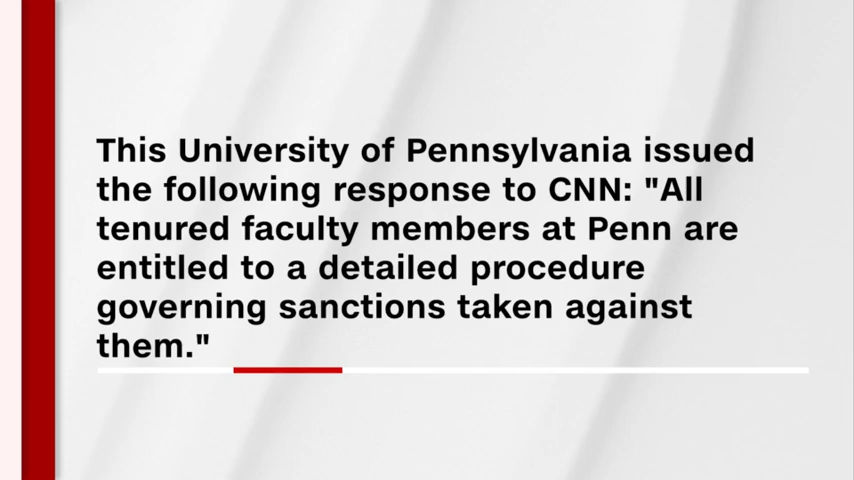 This University of Pennsylvania issued
the following response to CNN: "All
tenured faculty members at Penn are
entitled to a detailed procedure
governing sanctions taken against
them."